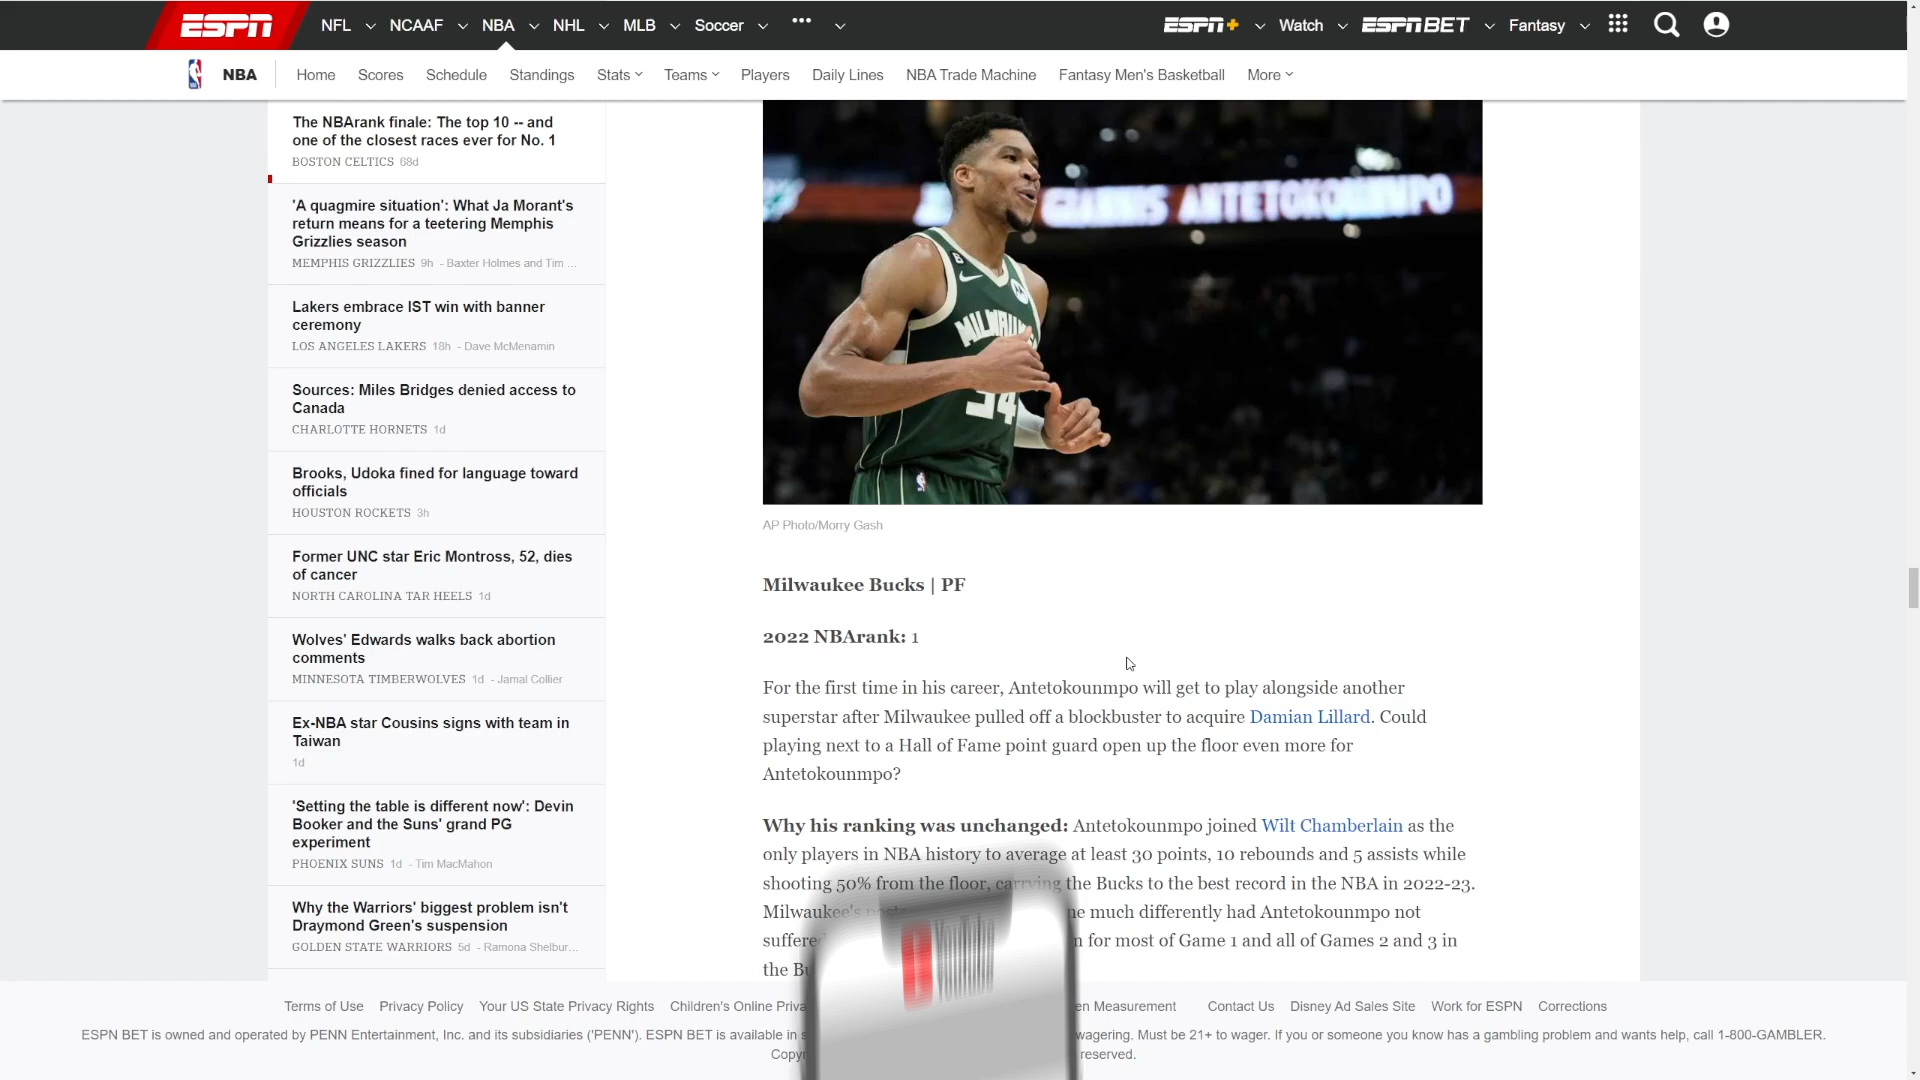 ESPN NFL NCAAF NBA NHL MLB Soccer ••• ESPN+ Watch ESPN BET Fantasy
NBA Home Scores Schedule Standings Stats Teams Players Daily Lines NBA Trade Machine Fantasy Men's Basketball More
The NBArank finale: The top 10 -- and
one of the closest races ever for No. 1
BOSTON CELTICS 68d
'A quagmire situation': What Ja Morant's
return means for a teetering Memphis
Grizzlies season
MEMPHIS GRIZZLIES 9h - Baxter Holmes and Tim ...
Lakers embrace IST win with banner
ceremony
LOS ANGELES LAKERS 18h - Dave McMenamin
Sources: Miles Bridges denied access to
Canada
CHARLOTTE HORNETS 1d
Brooks, Udoka fined for language toward
officials
HOUSTON ROCKETS 3h
Former UNC star Eric Montross, 52, dies
of cancer
NORTH CAROLINA TAR HEELS 1d
Wolves' Edwards walks back abortion
comments
MINNESOTA TIMBERWOLVES 1d - Jamal Collier
Ex-NBA star Cousins signs with team in
Taiwan
1d
'Setting the table is different now': Devin
Booker and the Suns' grand PG
experiment
PHOENIX SUNS 1d - Tim MacMahon
Why the Warriors' biggest problem isn't
Draymond Green's suspension
GOLDEN STATE WARRIORS 5d - Ramona Shelbur...
GIANNIS ANTETOKOUNMPO
6
MILWAUKEE
34
AP Photo/Morry Gash
Milwaukee Bucks | PF
2022 NBArank: 1
For the first time in his career, Antetokounmpo will get to play alongside another
superstar after Milwaukee pulled off a blockbuster to acquire Damian Lillard. Could
playing next to a Hall of Fame point guard open up the floor even more for
Antetokounmpo?
Why his ranking was unchanged: Antetokounmpo joined Wilt Chamberlain as the
only players in NBA history to average at least 30 points, 10 rebounds and 5 assists while
shooting 50% from the floor, carrying the Bucks to the best record in the NBA in 2022-23.
Milwaukee's much differently had Antetokounmpo not
for most of Game 1 and all of Games 2 and 3 in
the
YouTube
Terms of Use Privacy Policy Your US State Privacy Rights Children's Online Measurement Contact Us Disney Ad Sales Site Work for ESPN Corrections
ESPN BET is owned and operated by PENN Entertainment, Inc. and its subsidiaries ('PENN'). ESPN BET is available in wagering. Must be 21+ to wager. If you or someone you know has a gambling problem and wants help, call 1-800-GAMBLER.
reserved.